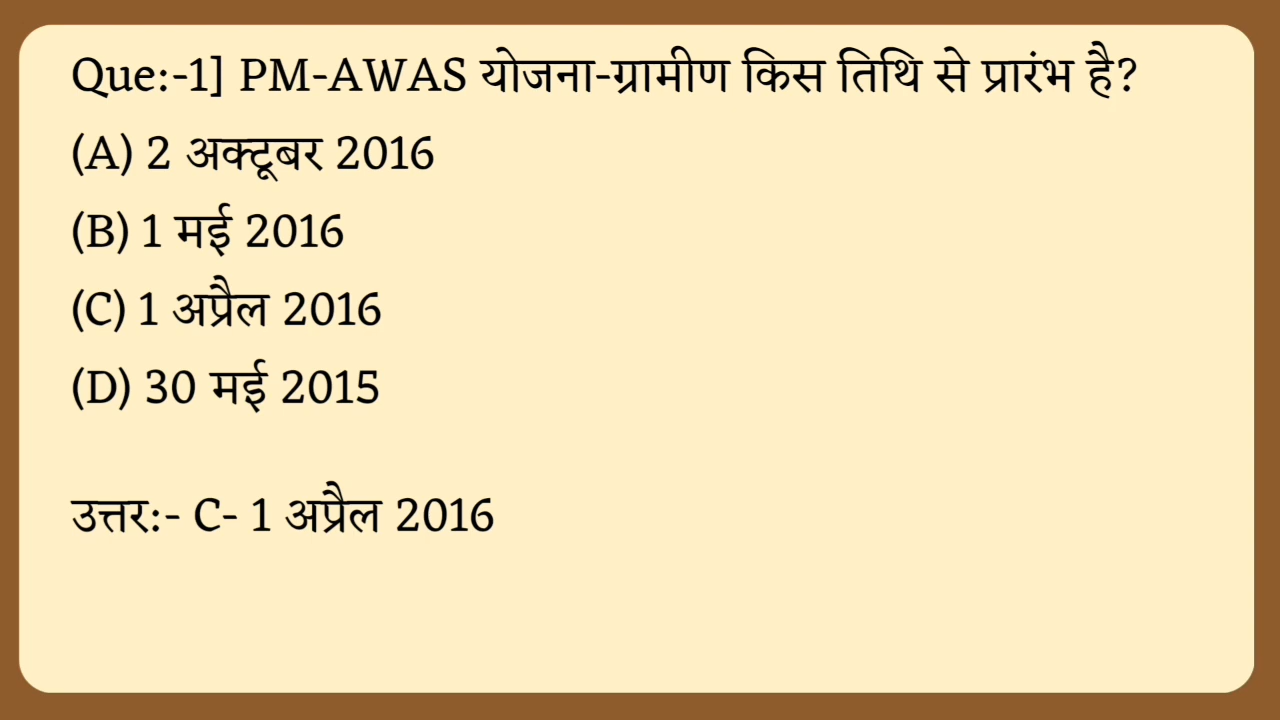 Que:-1] PM-AWAS योजना-ग्रामीण किस तिथि से प्रारंभ है?
(A) 2 अक्टूबर 2016
(B) 1 मई 2016
(C) 1 अप्रैल 2016
(D) 30 मई 2015
उत्तर:- C- 1 अप्रैल 2016